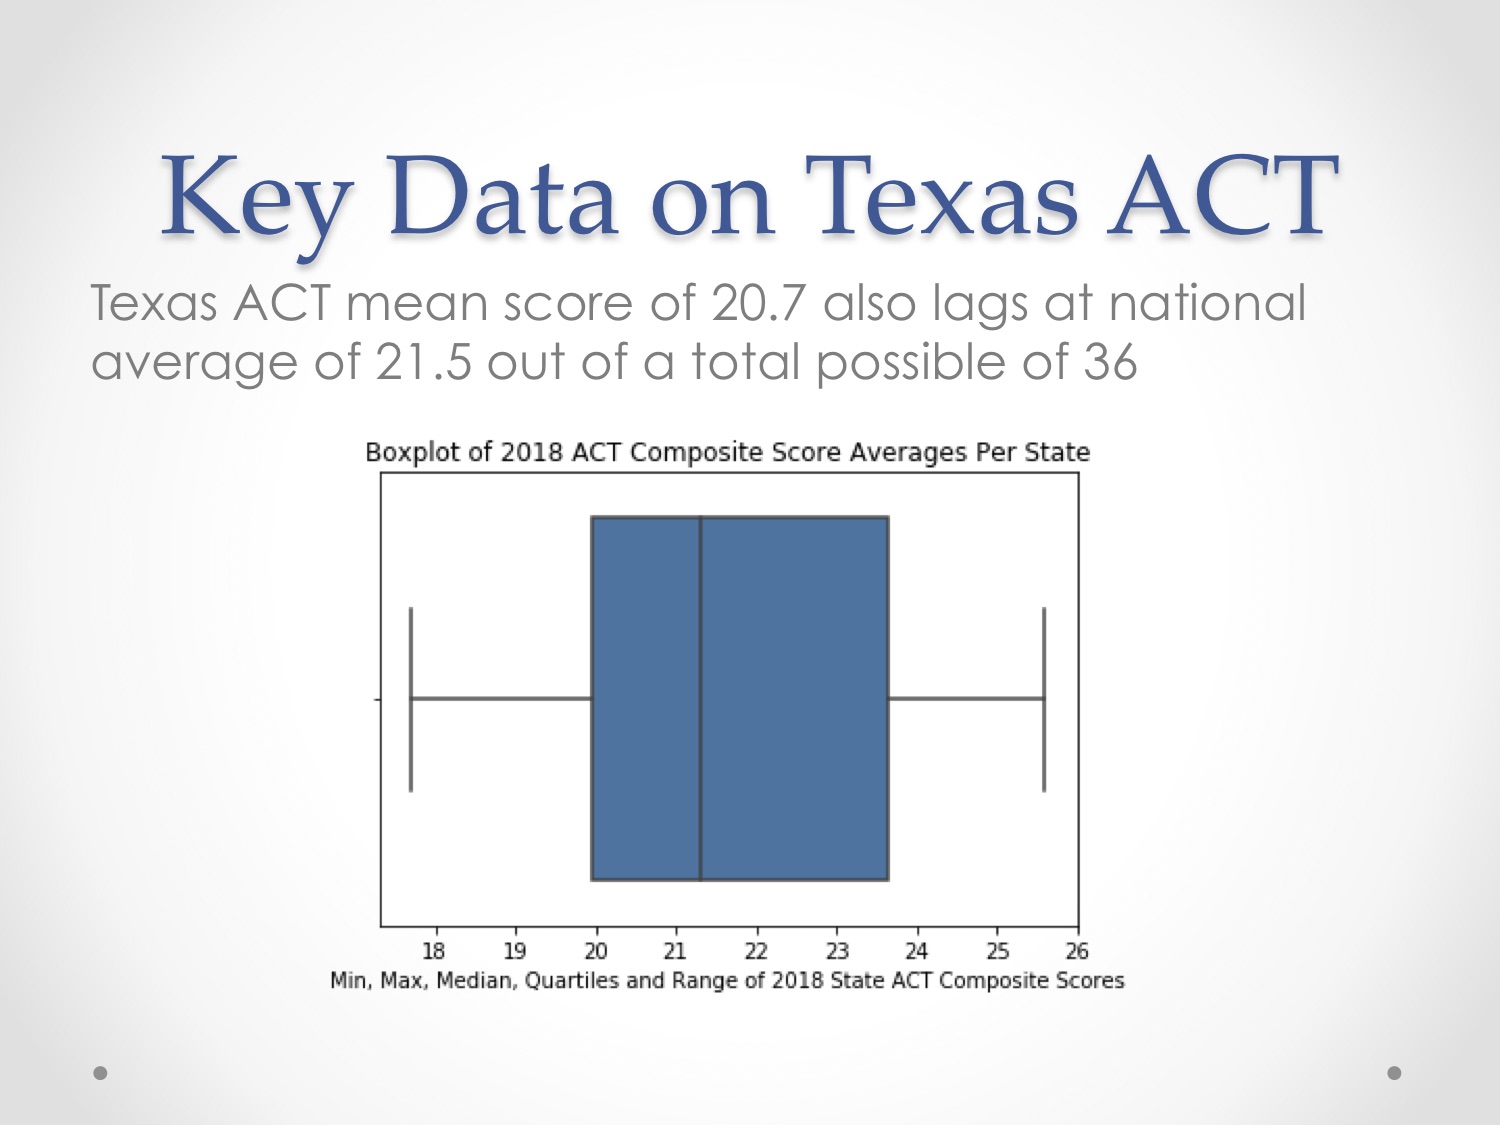 Key Data on Texas ACT
Texas ACT mean score of 20.7 also lags at national
average of 21.5 out of a total possible of 36
Boxplot of 2018 ACT Composite Score Averages Per State
18 19 20 21 22 23 24 25 26
Min, Max, Median, Quartiles and Range of 2018 State ACT Composite Scores